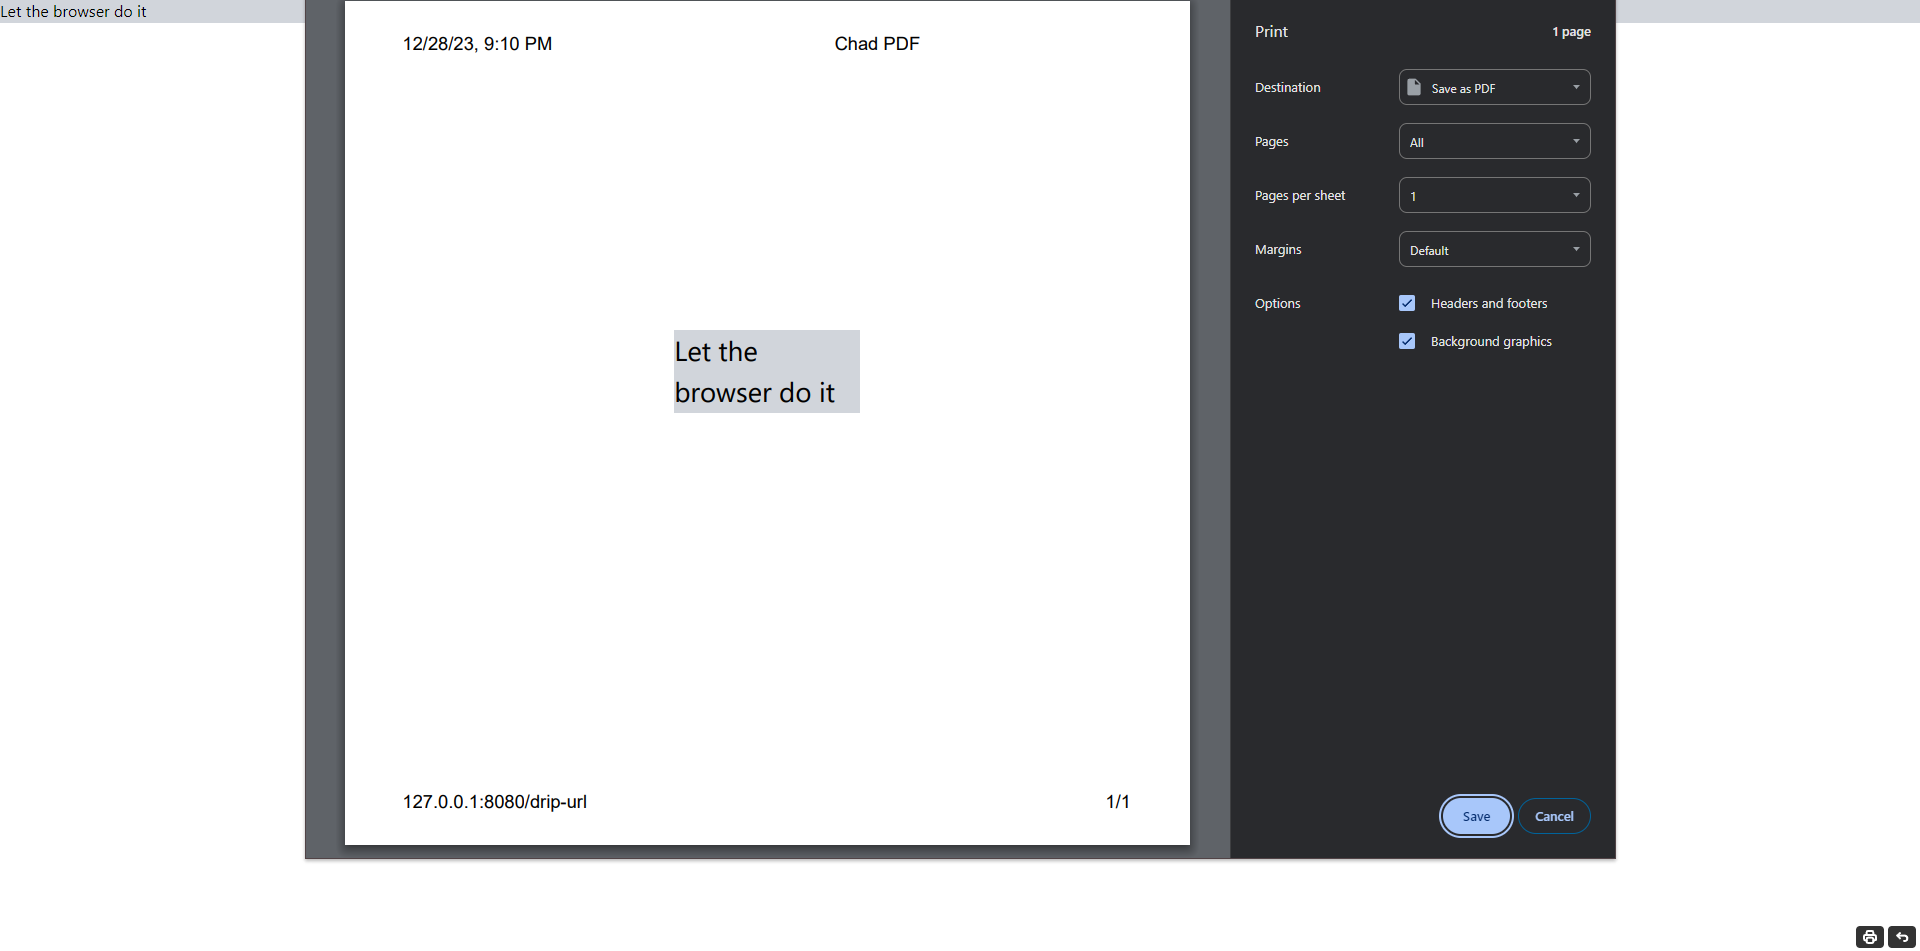 Let the browser do it
12/28/23, 9:10 PM
Chad PDF
Let the
browser do it
127.0.0.1:8080/drip-url
1/1
Print
1 page
Destination
Save as PDF
Pages
All
Pages per sheet
1
Margins
Default
Options
Headers and footers
Background graphics
Save
Cancel